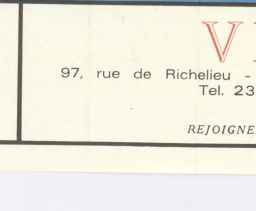 V
97, rue de Richelieu -
Tel. 23
REJOIGNE